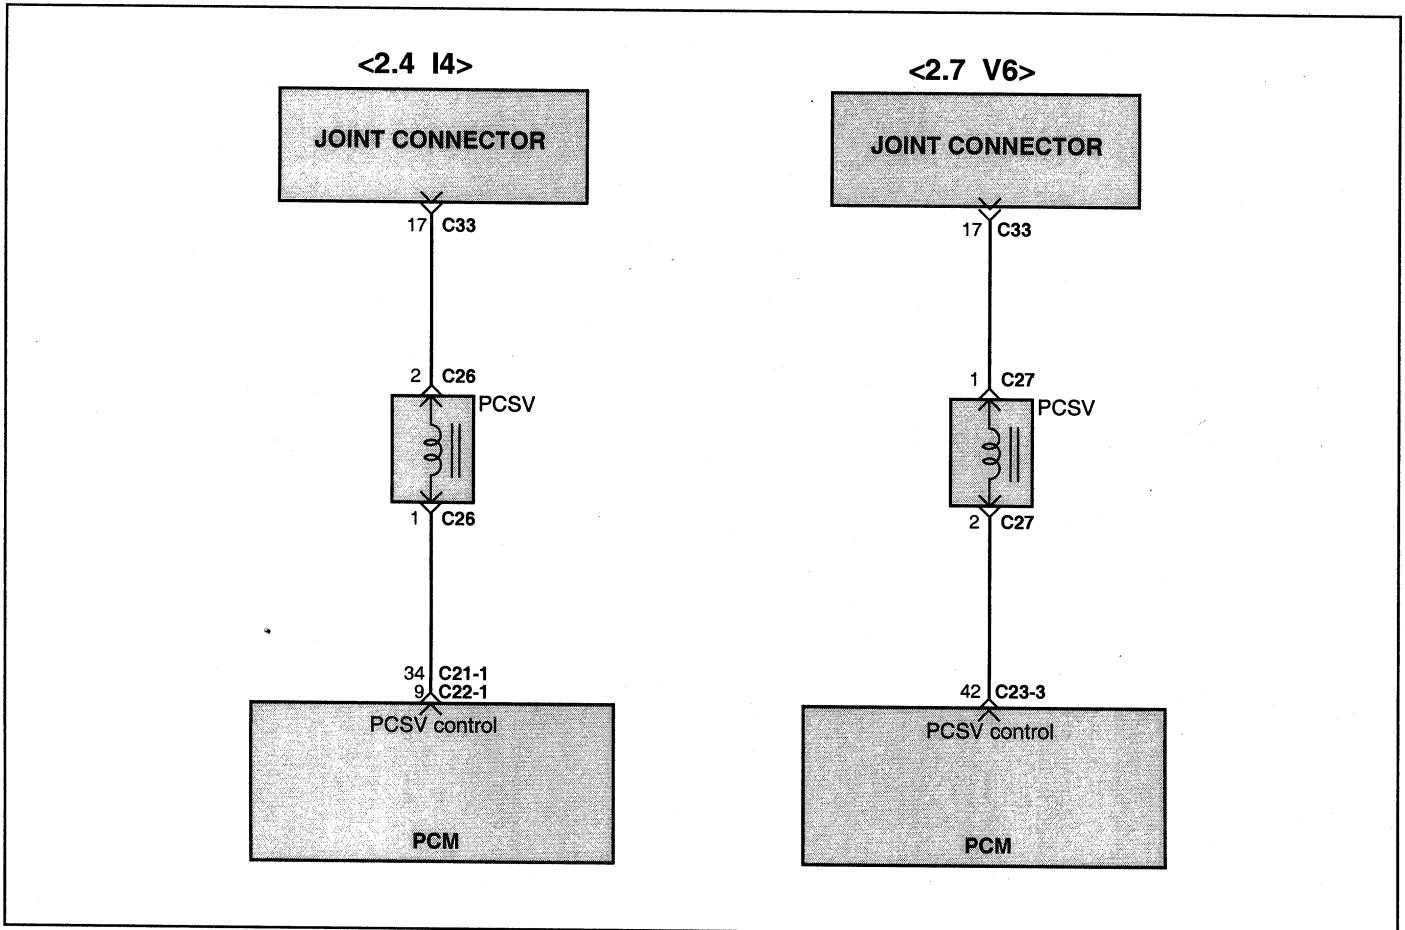 <2.4 I4>
JOINT CONNECTOR
17 C33
2 C26
PCSV
1 C26
34 C21-1
9 C22-1
PCSV control
PCM
<2.7 V6>
JOINT CONNECTOR
17 C33
1 C27
PCSV
2 C27
42 C23-3
PCSV control
PCM